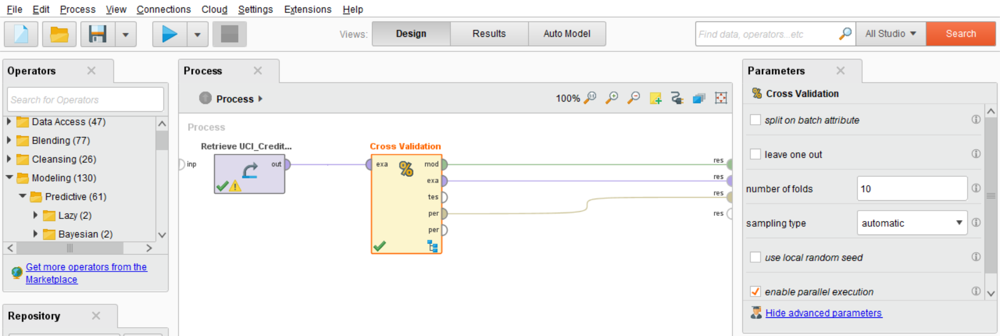 File Edit Process View Connections Cloud Settings Extensions Help
Views: Design Results Auto Model Find data, operators...etc All Studio Search
Operators
Search for Operators
Data Access (47)
Blending (77)
Cleansing (26)
Modeling (130)
Predictive (61)
Lazy (2)
Bayesian (2)
Get more operators from the
Marketplace
Repository
Process
Process
100%
Process
Retrieve UCI_Credit...
inp
out
Cross Validation
exa
mod
exa
tes
per
per
res
res
res
res
Parameters
Cross Validation
split on batch attribute
leave one out
number of folds 10
sampling type automatic
use local random seed
enable parallel execution
Hide advanced parameters